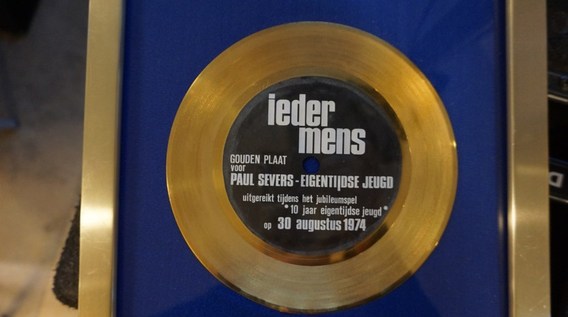 ieder
mens
GOUDEN PLAAT
voor
PAUL SEVERS - EIGENTIJDSE JEUGD
uitgereikt tijdens het jubileumspel
"10 jaar eigentijdse jeugd"
op 30 augustus 1974